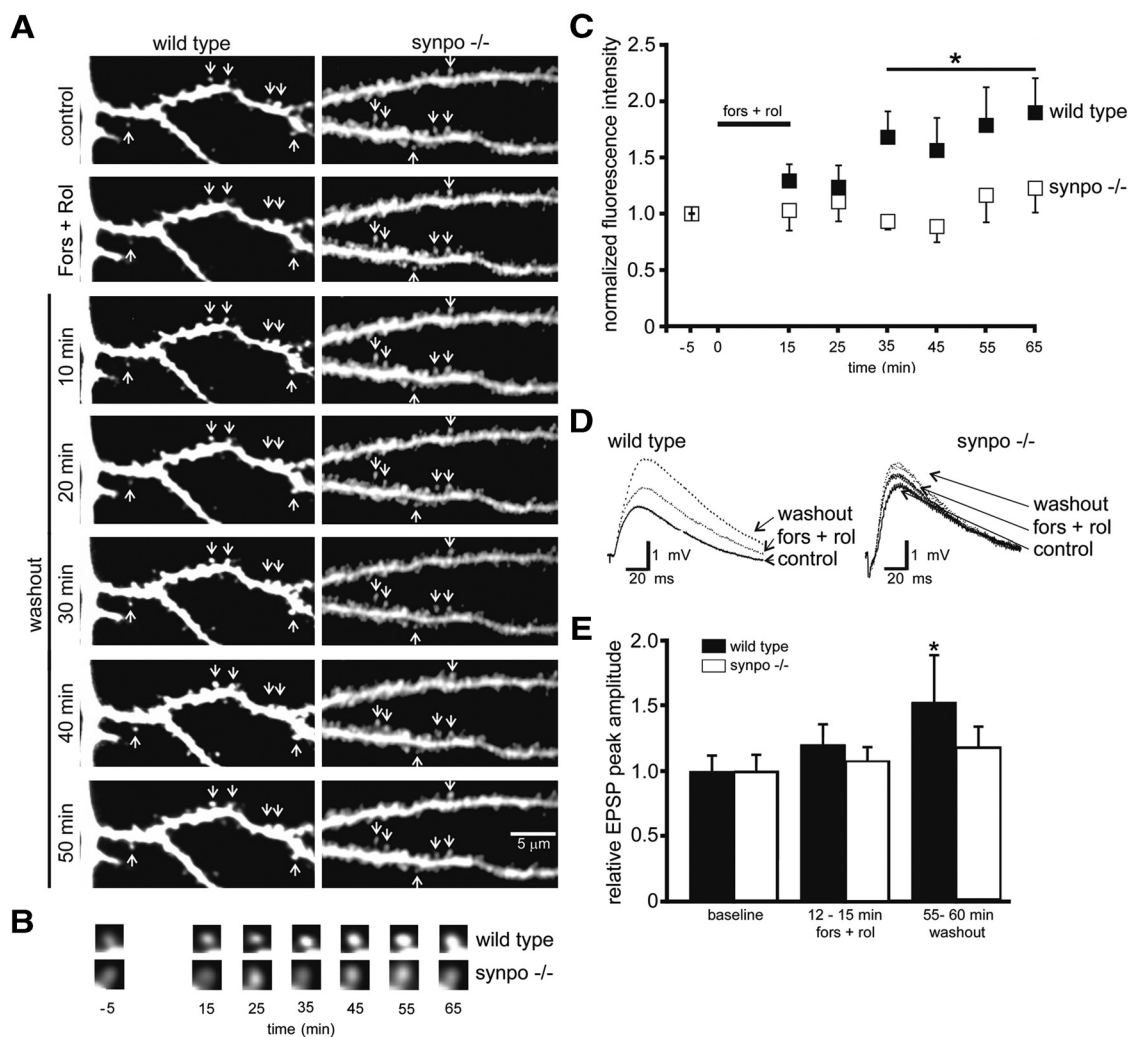 A
wild type
synpo -/-
control
Fors + Rol
10 min
20 min
30 min
40 min
50 min
washout
5 μm
B
wild type
synpo -/-
-5 15 25 35 45 55 65
time (min)
C
normalized fluorescence intensity
2.5
2.0
1.5
1.0
0.5
0
fors + rol
*
wild type
synpo -/-
-5 0 15 25 35 45 55 65
time (min)
D
wild type
synpo -/-
washout
fors + rol
control
1 mV
20 ms
washout
fors + rol
control
1 mV
20 ms
E
relative EPSP peak amplitude
2.0
1.5
1.0
0.5
0
wild type
synpo -/-
*
baseline
12 - 15 min
fors + rol
55- 60 min
washout